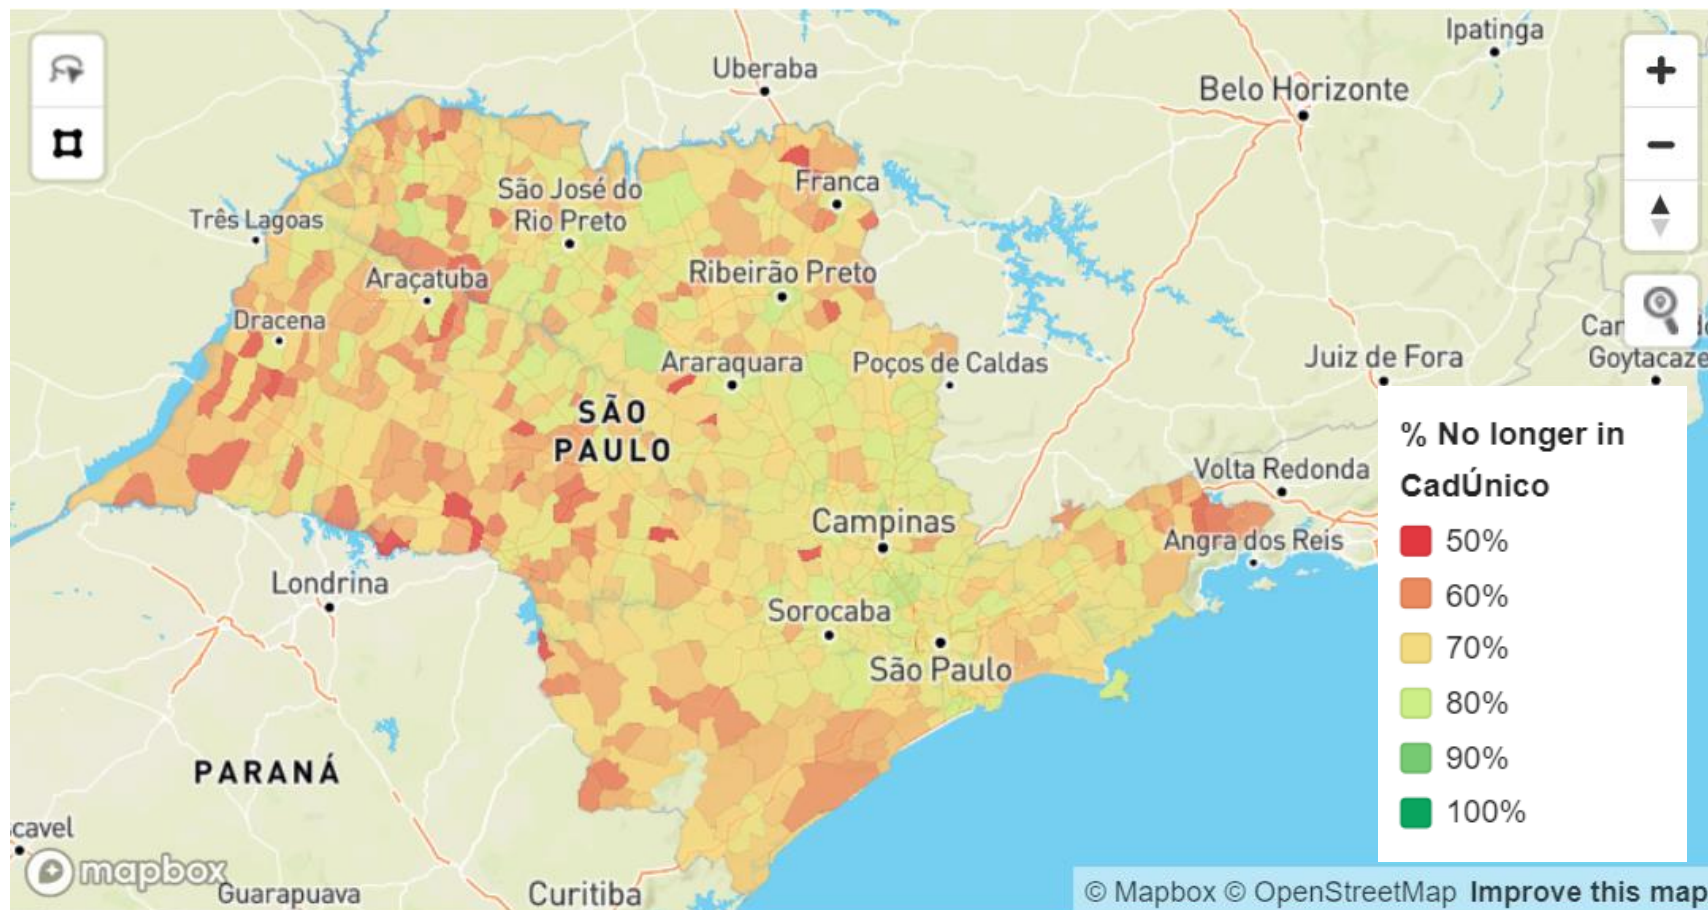 Ipatinga
Uberaba
Belo Horizonte
São José do
Rio Preto
Franca
Três Lagoas
Araçatuba
Ribeirão Preto
Dracena
Araraquara
Poços de Caldas
Juiz de Fora
Goytacaze
SÃO
PAULO
% No longer in
CadÚnico
50%
60%
70%
80%
90%
100%
Volta Redonda
Campinas
Angra dos Reis
Londrina
Sorocaba
São Paulo
PARANÁ
cavel
mapbox
Guarapuava
Curitiba
© Mapbox © OpenStreetMap Improve this map